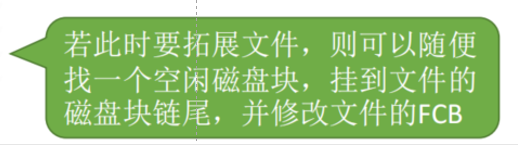 若此时要拓展文件，则可以随便
找一个空闲磁盘块，挂到文件的
磁盘块链尾，并修改文件的FCB